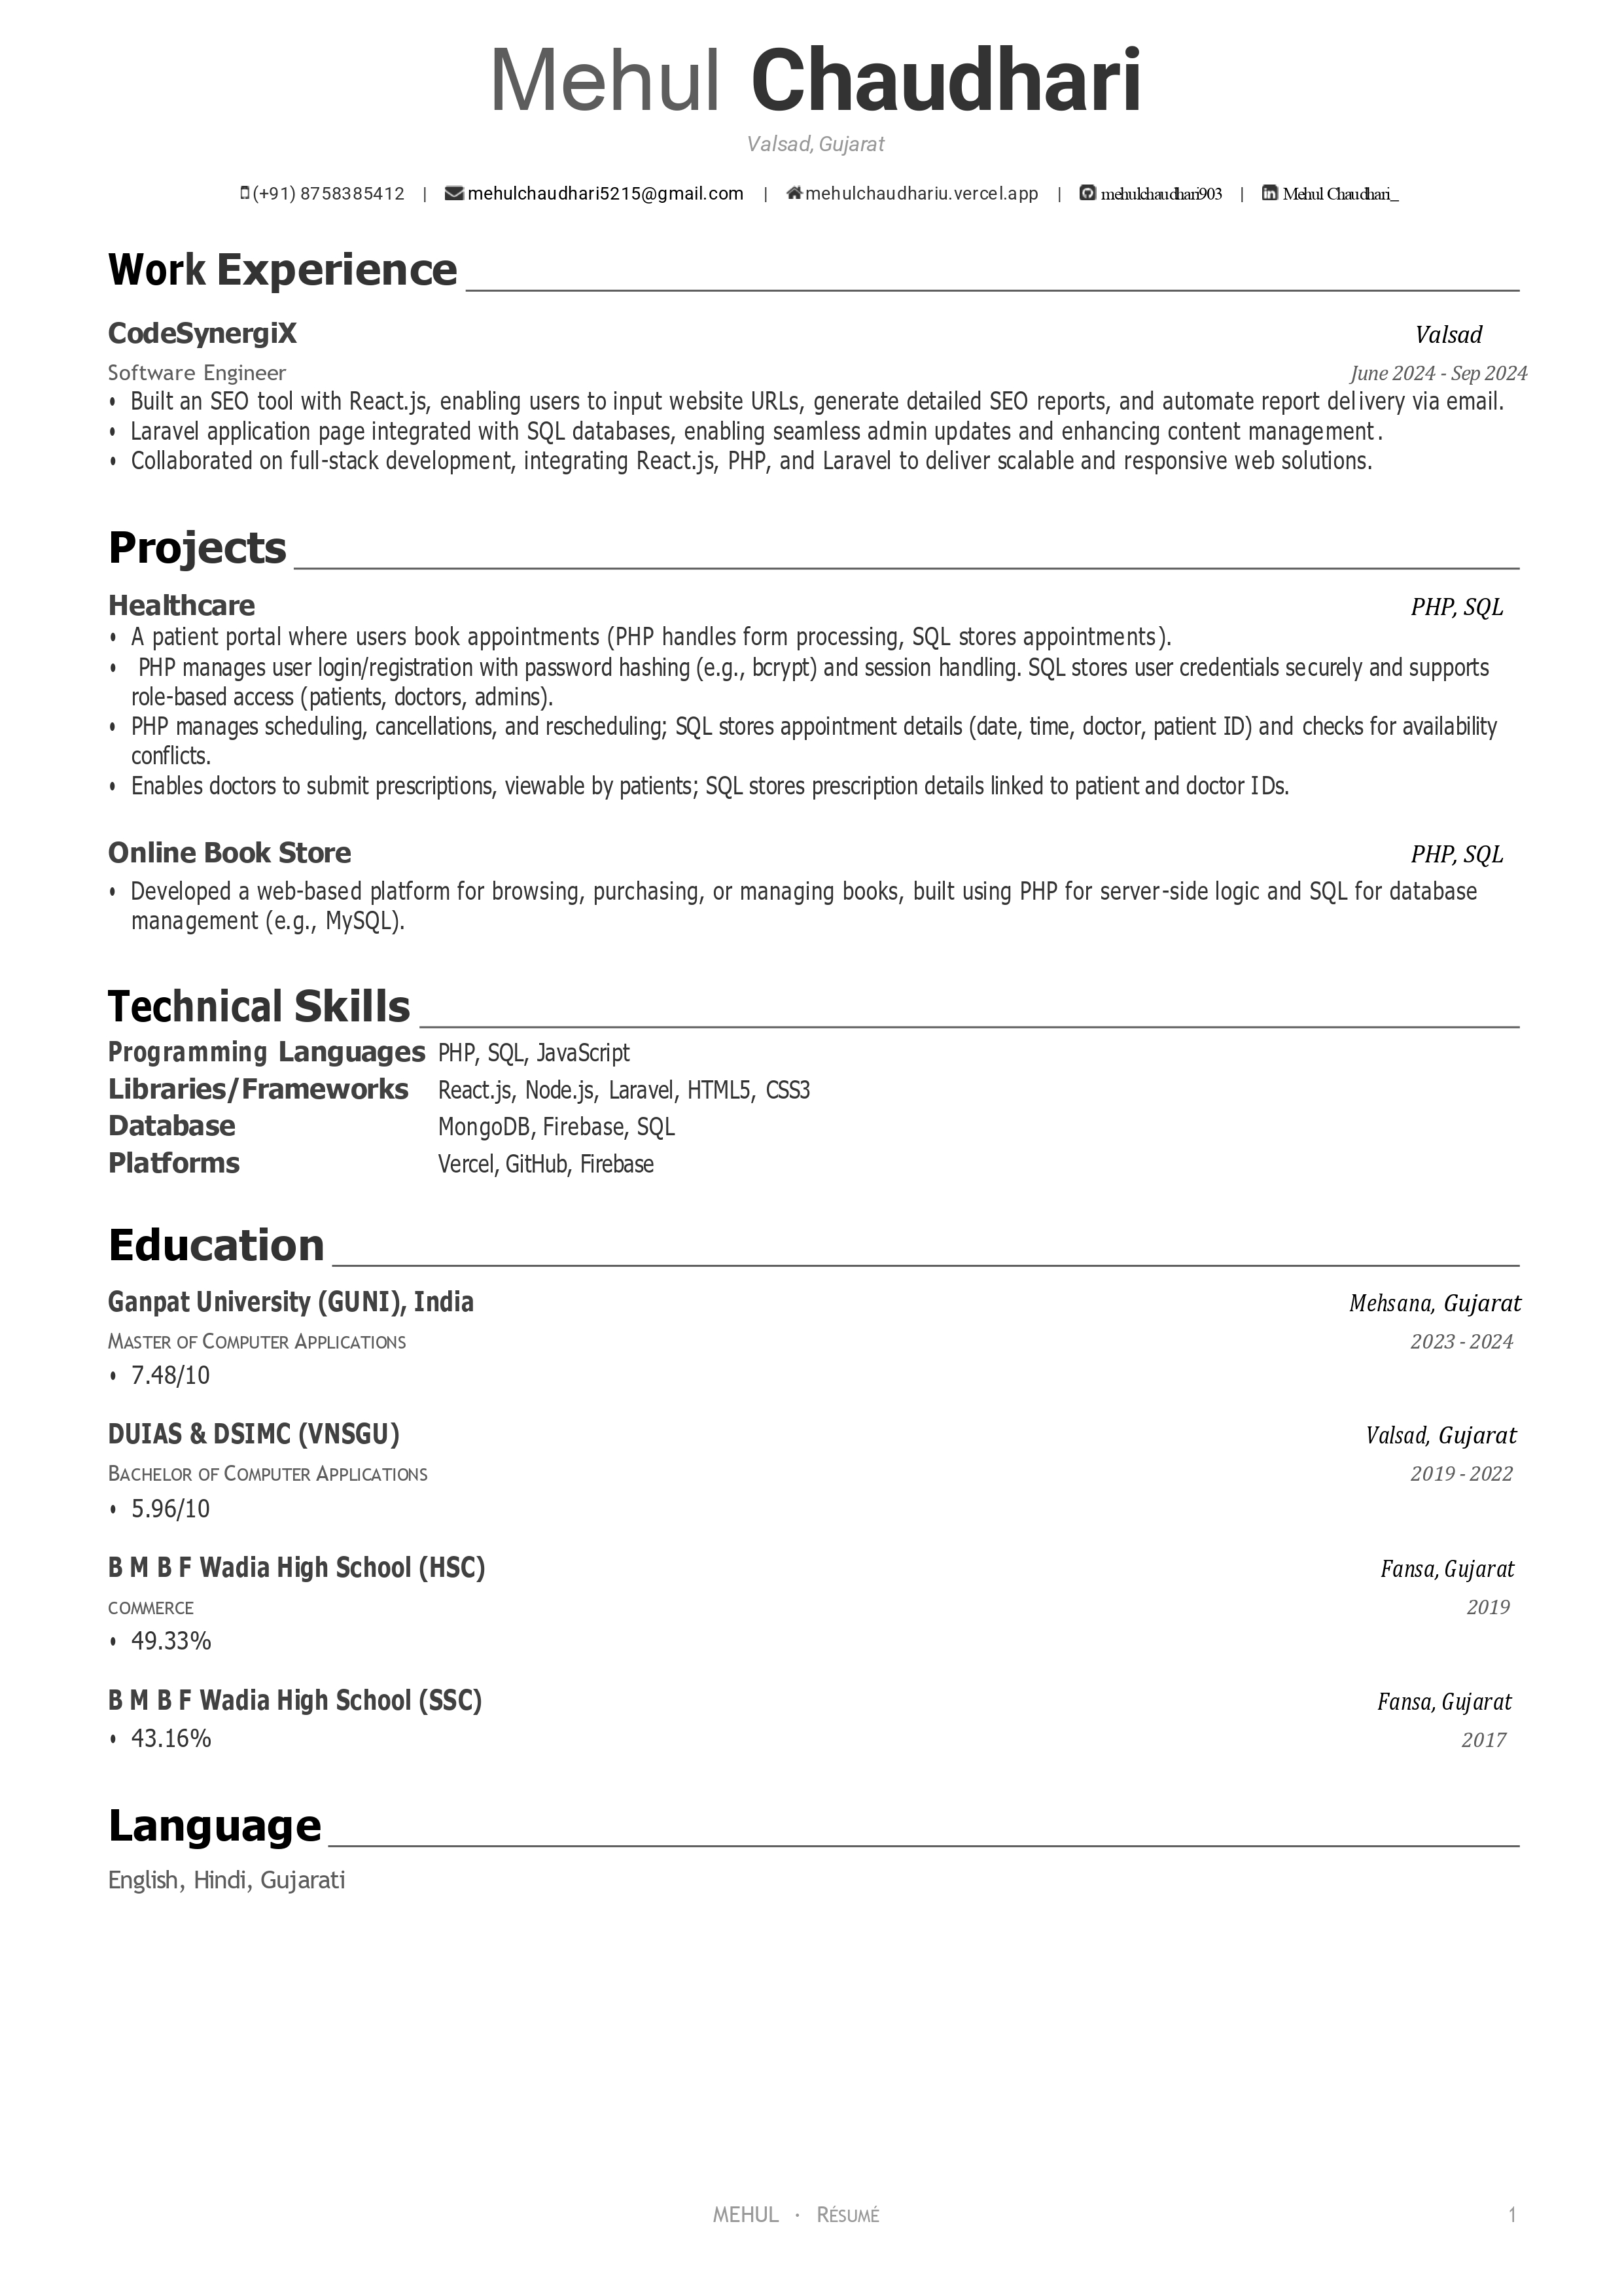 Mehul Chaudhari
Valsad, Gujarat
(+91) 8758385412 | mehulchaudhari5215@gmail.com | mehulchaudhariu.vercel.app | mehulchaudhari903 | Mehul Chaudhari_
Work Experience
CodeSynergiX Valsad
Software Engineer June 2024 - Sep 2024
• Built an SEO tool with React.js, enabling users to input website URLs, generate detailed SEO reports, and automate report delivery via email.
• Laravel application page integrated with SQL databases, enabling seamless admin updates and enhancing content management.
• Collaborated on full-stack development, integrating React.js, PHP, and Laravel to deliver scalable and responsive web solutions.
Projects
Healthcare PHP, SQL
• A patient portal where users book appointments (PHP handles form processing, SQL stores appointments).
• PHP manages user login/registration with password hashing (e.g., bcrypt) and session handling. SQL stores user credentials securely and supports
role-based access (patients, doctors, admins).
• PHP manages scheduling, cancellations, and rescheduling; SQL stores appointment details (date, time, doctor, patient ID) and checks for availability
conflicts.
• Enables doctors to submit prescriptions, viewable by patients; SQL stores prescription details linked to patient and doctor IDs.
Online Book Store PHP, SQL
• Developed a web-based platform for browsing, purchasing, or managing books, built using PHP for server-side logic and SQL for database
management (e.g., MySQL).
Technical Skills
Programming Languages PHP, SQL, JavaScript
Libraries/Frameworks React.js, Node.js, Laravel, HTML5, CSS3
Database MongoDB, Firebase, SQL
Platforms Vercel, GitHub, Firebase
Education
Ganpat University (GUNI), India Mehsana, Gujarat
Master of Computer Applications 2023 - 2024
• 7.48/10
DUIAS & DSIMC (VNSGU) Valsad, Gujarat
Bachelor of Computer Applications 2019 - 2022
• 5.96/10
B M B F Wadia High School (HSC) Fansa, Gujarat
commerce 2019
• 49.33%
B M B F Wadia High School (SSC) Fansa, Gujarat
• 43.16% 2017
Language
English, Hindi, Gujarati
MEHUL · Résumé 1